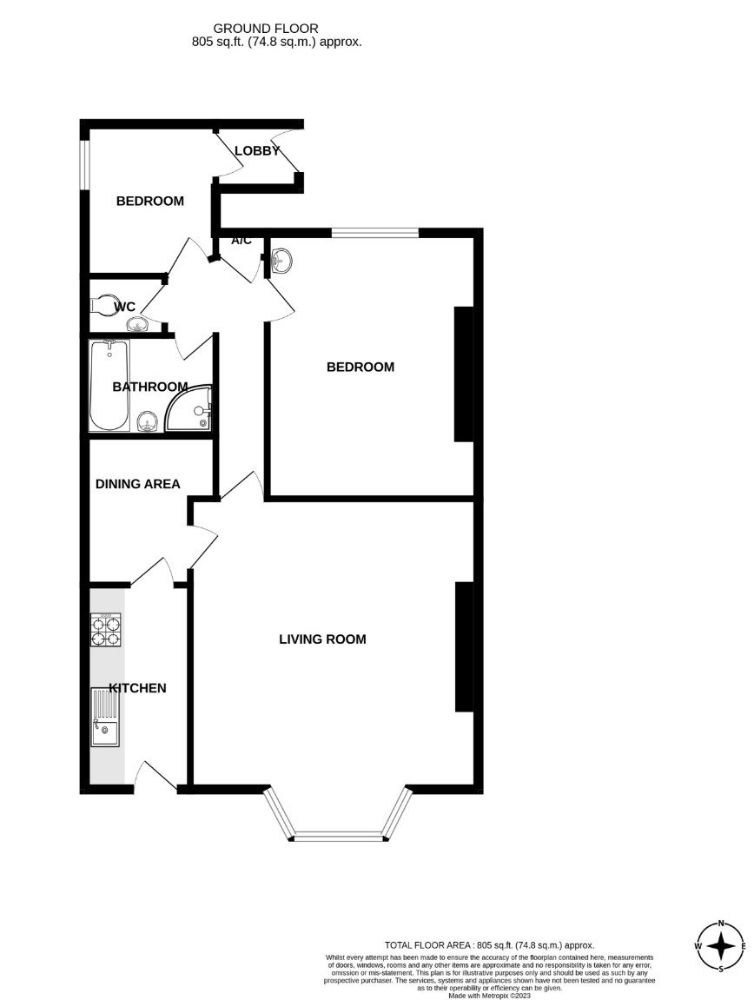 GROUND FLOOR
805 sq.ft. (74.8 sq.m.) approx.
LOBBY
BEDROOM
A/C
WC
BEDROOM
BATHROOM
DINING AREA
LIVING ROOM
KITCHEN
N
W E
S
TOTAL FLOOR AREA : 805 sq.ft. (74.8 sq.m.) approx.
Whilst every attempt has been made to ensure the accuracy of the floorplan contained here, measurements
of doors, windows, rooms and any other items are approximate and no responsibility is taken for any error,
omission or mis-statement. This plan is for illustrative purposes only and should be used as such by any
prospective purchaser. The services, systems and appliances shown have not been tested and no guarantee
as to their operability or efficiency can be given.
Made with Metropix ©2023